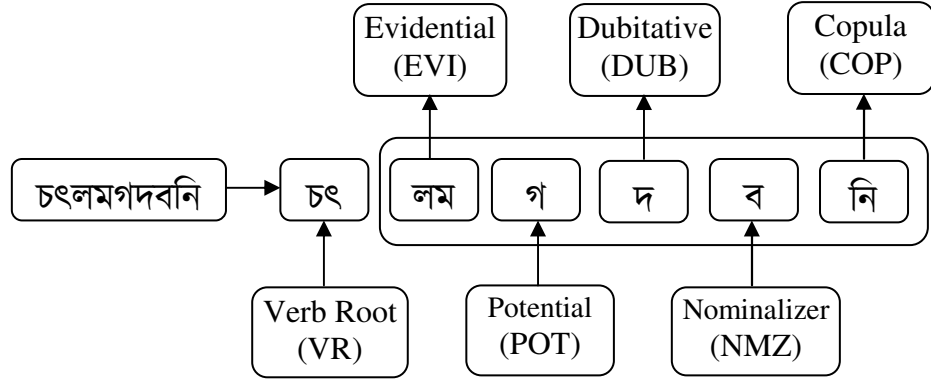 Evidential
(EVI)
Dubitative
(DUB)
Copula
(COP)
চৎলমগদবনি
চৎ
লম
গ
দ
ব
নি
Verb Root
(VR)
Potential
(POT)
Nominalizer
(NMZ)